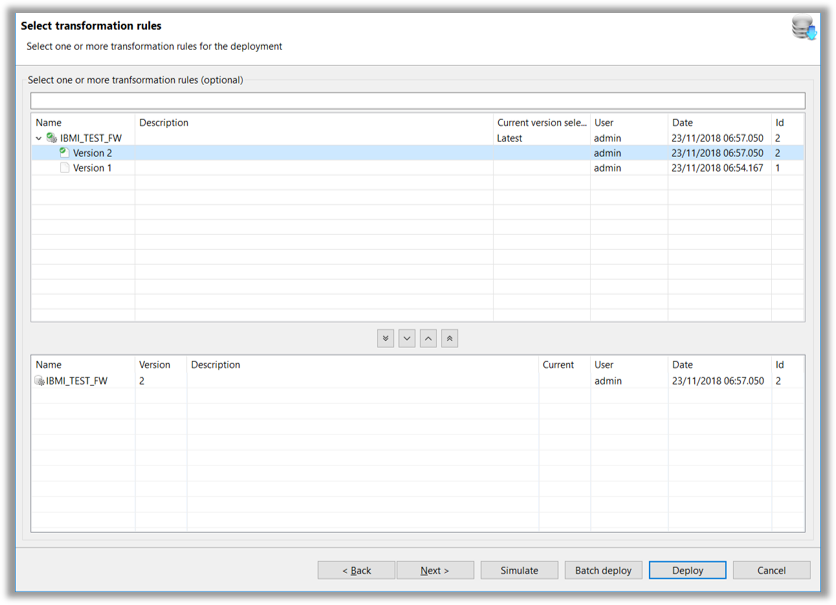 Select transformation rules
Select one or more transformation rules for the deployment
Select one or more tranfsormation rules (optional)
Name Description Current version sele... User Date Id
IBMI_TEST_FW Latest admin 23/11/2018 06:57.050 2
Version 2 admin 23/11/2018 06:57.050 2
Version 1 admin 23/11/2018 06:54.167 1
Name Version Description Current User Date Id
IBMI_TEST_FW 2 admin 23/11/2018 06:57.050 2
< Back Next > Simulate Batch deploy Deploy Cancel